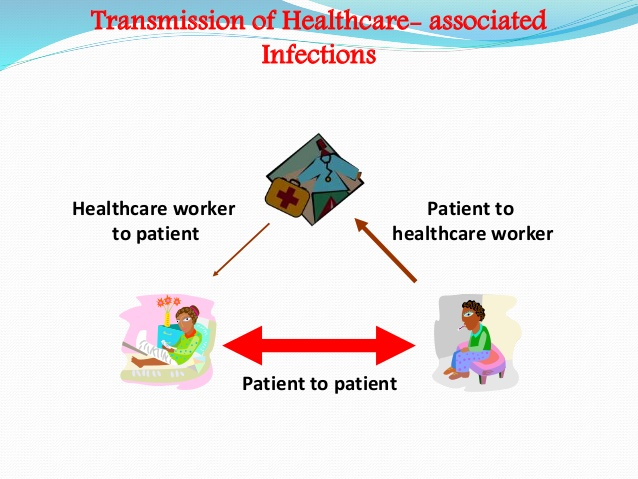 Transmission of Healthcare- associated
Infections
Healthcare worker
to patient
Patient to
healthcare worker
Patient to patient